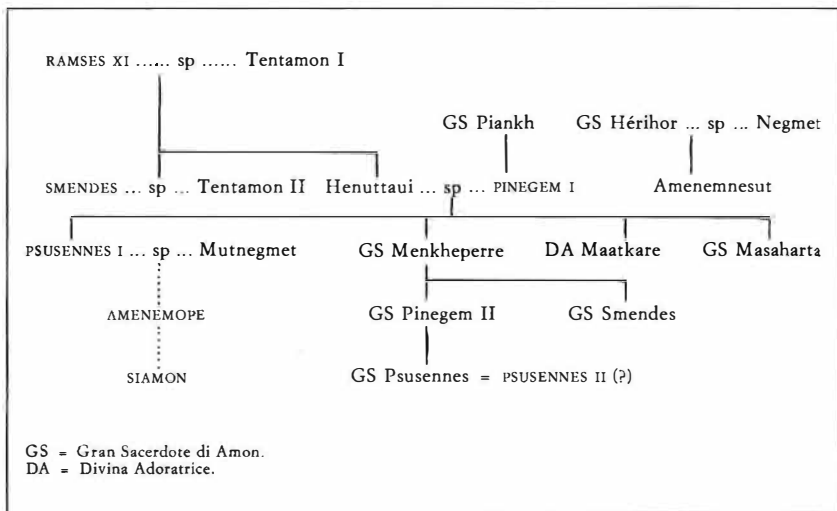 RAMSES XI ...... sp ...... Tentamon I
GS Piankh GS Hérihor ... sp ... Negmet
SMENDES ... sp ... Tentamon II Henuttaui ... sp ... PINEGEM I Amenemnesut
PSUSENNES I ... sp ... Mutnegmet GS Menkheperre DA Maatkare GS Masaharta
AMENEMOPE GS Pinegem II GS Smendes
SIAMON GS Psusennes = PSUSENNES II (?)
GS = Gran Sacerdote di Amon.
DA = Divina Adoratrice.